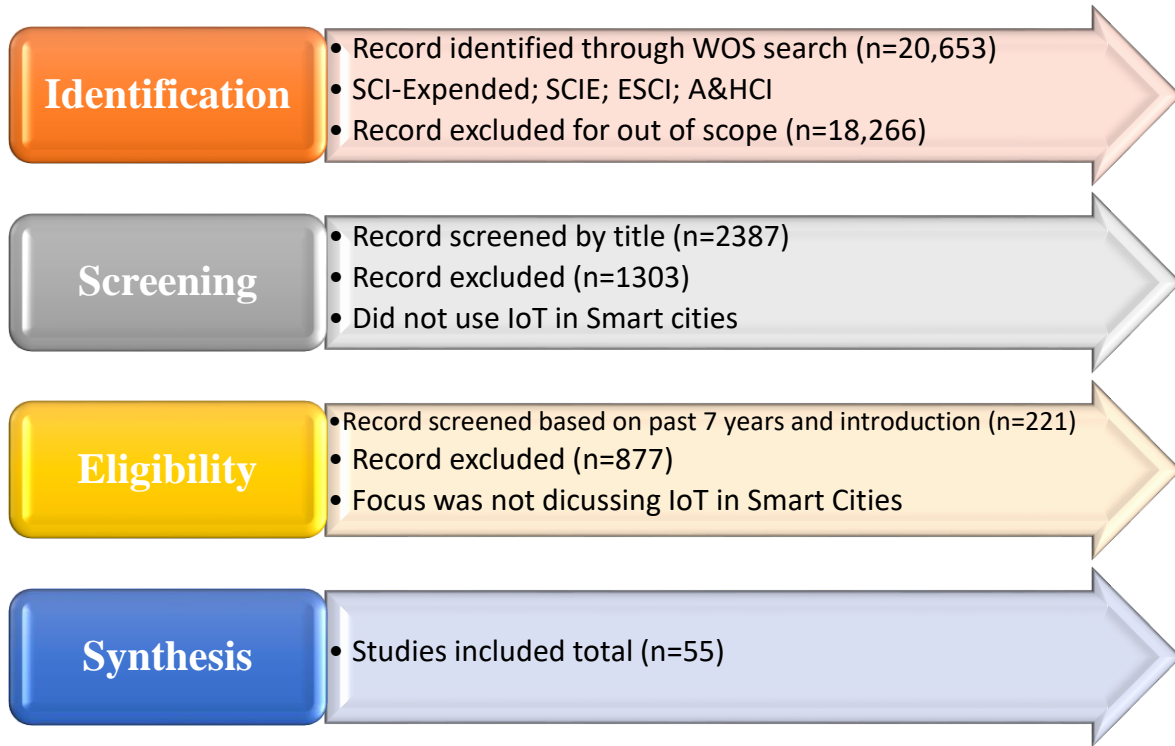 Identification
• Record identified through WOS search (n=20,653)
• SCI-Expended; SCIE; ESCI; A&HCI
• Record excluded for out of scope (n=18,266)
Screening
• Record screened by title (n=2387)
• Record excluded (n=1303)
• Did not use IoT in Smart cities
Eligibility
•Record screened based on past 7 years and introduction (n=221)
• Record excluded (n=877)
• Focus was not dicussing IoT in Smart Cities
Synthesis
• Studies included total (n=55)